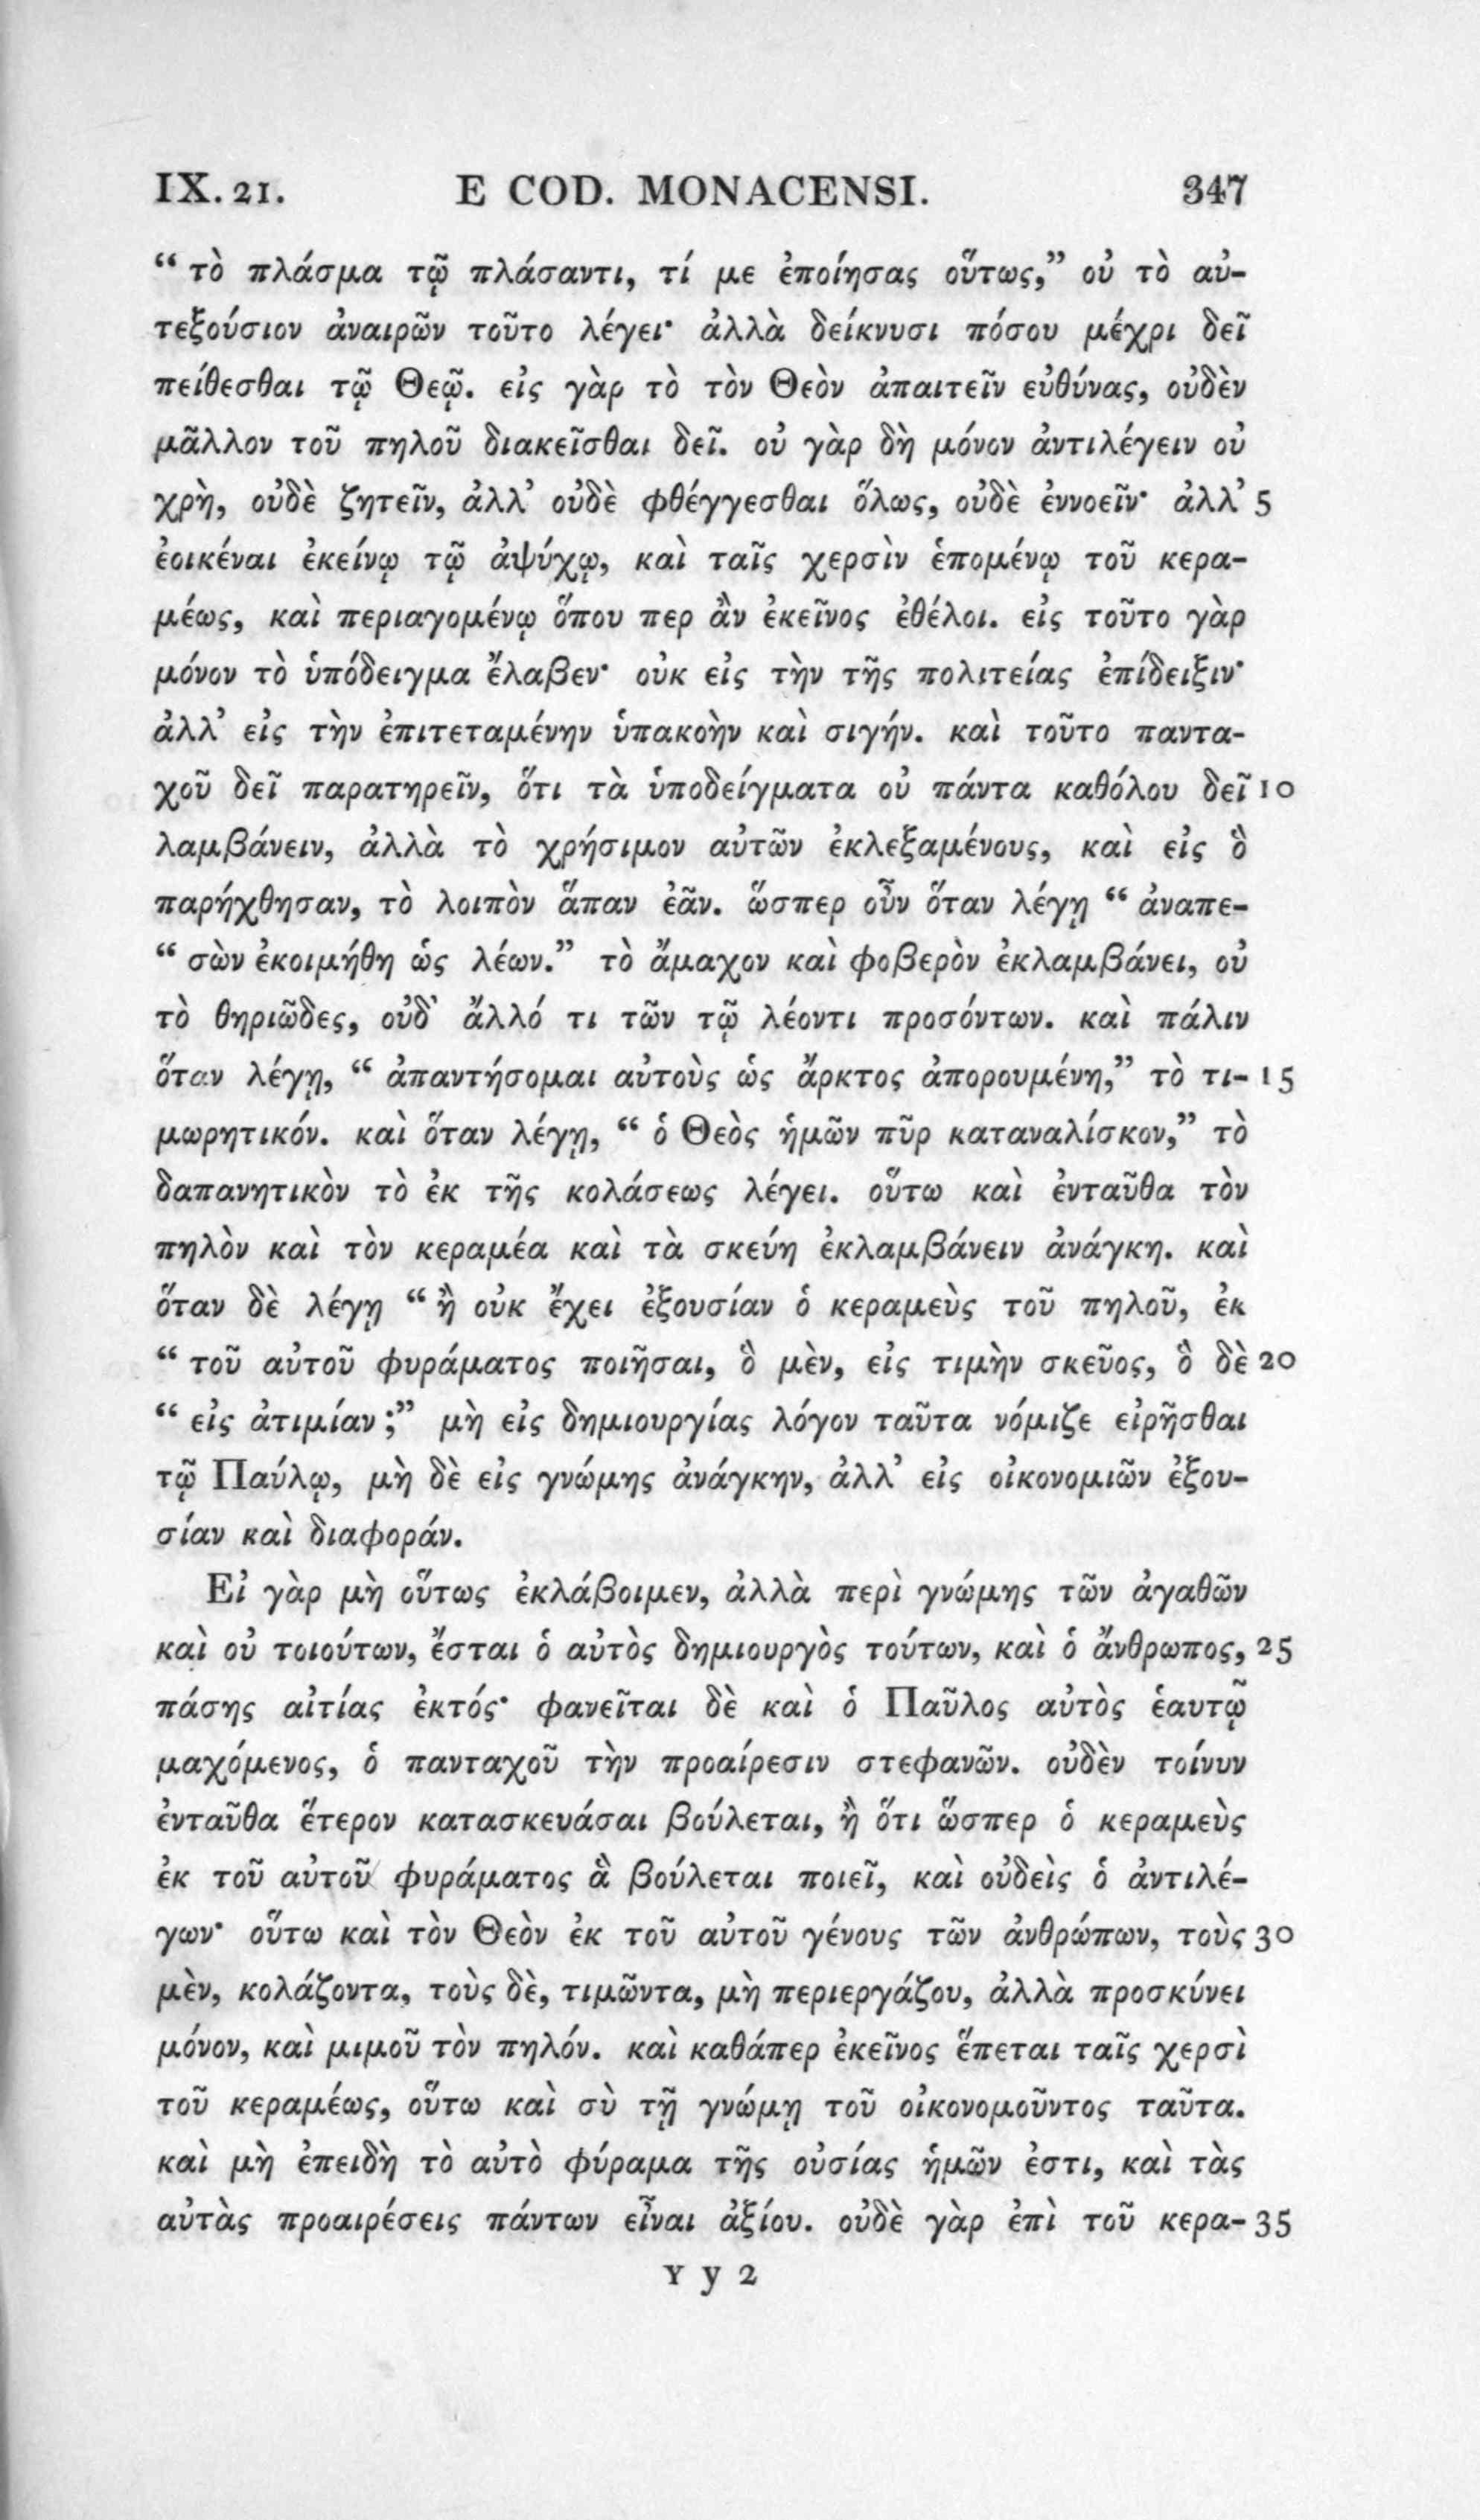 IX. 21. E COD. MONACENSI. 347
“ τὸ πλάσμα τῷ πλάσαντι, τί με ἐποίησας οὕτως,” οὐ τὸ αὐ-
τεξούσιον ἀναιρῶν τοῦτο λέγει· ἀλλὰ δείκνυσι πόσου μέχρι δεῖ
πείθεσθαι τῷ Θεῷ. εἰς γὰρ τὸ τὸν Θεὸν ἀπαιτεῖν εὐθύνας, οὐδὲν
μᾶλλον τοῦ πηλοῦ διακεῖσθαι δεῖ. οὐ γὰρ δὴ μόνον ἀντιλέγειν οὐ
χρὴ, οὐδὲ ζητεῖν, ἀλλ’ οὐδὲ φθέγγεσθαι ὅλως, οὐδὲ ἐννοεῖν· ἀλλ’ 5
ἐοικέναι ἐκείνῳ τῷ ἀψύχῳ, καὶ ταῖς χερσὶν ἑπομένῳ τοῦ κερα-
μέως, καὶ περιαγομένῳ ὅπου περ ἂν ἐκεῖνος ἐθέλοι. εἰς τοῦτο γὰρ
μόνον τὸ ὑπόδειγμα ἔλαβεν· οὐκ εἰς τὴν τῆς πολιτείας ἐπίδειξιν·
ἀλλ’ εἰς τὴν ἐπιτεταμένην ὑπακοὴν καὶ σιγήν. καὶ τοῦτο παντα-
χοῦ δεῖ παρατηρεῖν, ὅτι τὰ ὑποδείγματα οὐ πάντα καθόλου δεῖ 10
λαμβάνειν, ἀλλὰ τὸ χρήσιμον αὐτῶν ἐκλεξαμένους, καὶ εἰς ὃ
παρήχθησαν, τὸ λοιπὸν ἅπαν ἐᾶν. ὥσπερ οὖν ὅταν λέγῃ “ ἀναπε-
“ σὼν ἐκοιμήθη ὡς λέων.” τὸ ἄμαχον καὶ φοβερὸν ἐκλαμβάνει, οὐ
τὸ θηριῶδες, οὐδ’ ἄλλό τι τῶν τῷ λέοντι προσόντων. καὶ πάλιν
ὅταν λέγῃ, “ ἀπαντήσομαι αὐτοὺς ὡς ἄρκτος ἀπορουμένη,” τὸ τι- 15
μωρητικόν. καὶ ὅταν λέγῃ, “ ὁ Θεὸς ἡμῶν πῦρ καταναλίσκον,” τὸ
δαπανητικὸν τὸ ἐκ τῆς κολάσεως λέγει. οὕτω καὶ ἐνταῦθα τὸν
πηλὸν καὶ τὸν κεραμέα καὶ τὰ σκεύη ἐκλαμβάνειν ἀνάγκη. καὶ
ὅταν δὲ λέγῃ “ ἢ οὐκ ἔχει ἐξουσίαν ὁ κεραμεὺς τοῦ πηλοῦ, ἐκ
“ τοῦ αὐτοῦ φυράματος ποιῆσαι, ὃ μὲν, εἰς τιμὴν σκεῦος, ὃ δὲ 20
“ εἰς ἀτιμίαν ;” μὴ εἰς δημιουργίας λόγον ταῦτα νόμιζε εἰρῆσθαι
τῷ Παύλῳ, μὴ δὲ εἰς γνώμης ἀνάγκην, ἀλλ’ εἰς οἰκονομιῶν ἐξου-
σίαν καὶ διαφοράν.
Εἰ γὰρ μὴ οὕτως ἐκλάβοιμεν, ἀλλὰ περὶ γνώμης τῶν ἀγαθῶν
καὶ οὐ τοιούτων, ἔσται ὁ αὐτὸς δημιουργὸς τούτων, καὶ ὁ ἄνθρωπος, 25
πάσης αἰτίας ἐκτός· φανεῖται δὲ καὶ ὁ Παῦλος αὐτὸς ἑαυτῷ
μαχόμενος, ὁ πανταχοῦ τὴν προαίρεσιν στεφανῶν. οὐδὲν τοίνυν
ἐνταῦθα ἕτερον κατασκευάσαι βούλεται, ἢ ὅτι ὥσπερ ὁ κεραμεὺς
ἐκ τοῦ αὐτοῦ φυράματος ἃ βούλεται ποιεῖ, καὶ οὐδεὶς ὁ ἀντιλέ-
γων· οὕτω καὶ τὸν Θεὸν ἐκ τοῦ αὐτοῦ γένους τῶν ἀνθρώπων, τοὺς 30
μὲν, κολάζοντα, τοὺς δὲ, τιμῶντα, μὴ περιεργάζου, ἀλλὰ προσκύνει
μόνον, καὶ μιμοῦ τὸν πηλόν. καὶ καθάπερ ἐκεῖνος ἕπεται ταῖς χερσὶ
τοῦ κεραμέως, οὕτω καὶ σὺ τῇ γνώμῃ τοῦ οἰκονομοῦντος ταῦτα.
καὶ μὴ ἐπειδὴ τὸ αὐτὸ φύραμα τῆς οὐσίας ἡμῶν ἐστι, καὶ τὰς
αὐτὰς προαιρέσεις πάντων εἶναι ἀξίου. οὐδὲ γὰρ ἐπὶ τοῦ κερα- 35
Y y 2